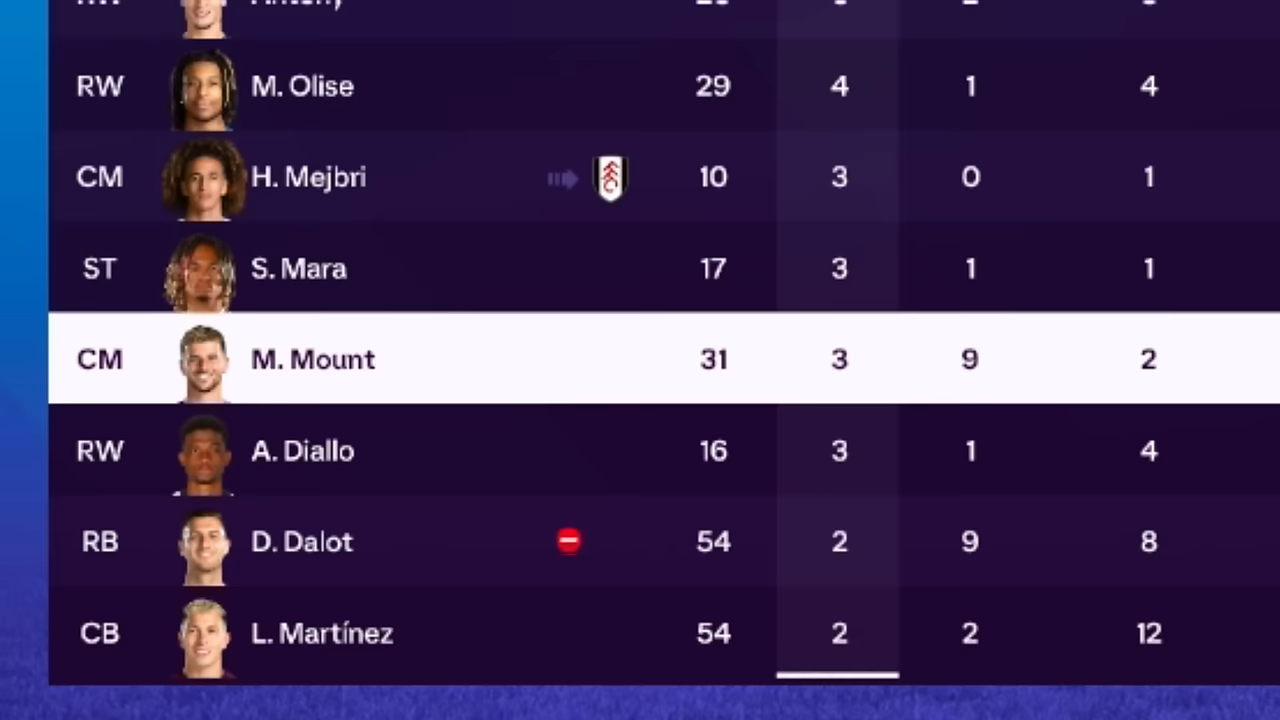 RW M. Olise 29 4 1 4
CM H. Mejbri 10 3 0 1
ST S. Mara 17 3 1 1
CM M. Mount 31 3 9 2
RW A. Diallo 16 3 1 4
RB D. Dalot 54 2 9 8
CB L. Martínez 54 2 2 12